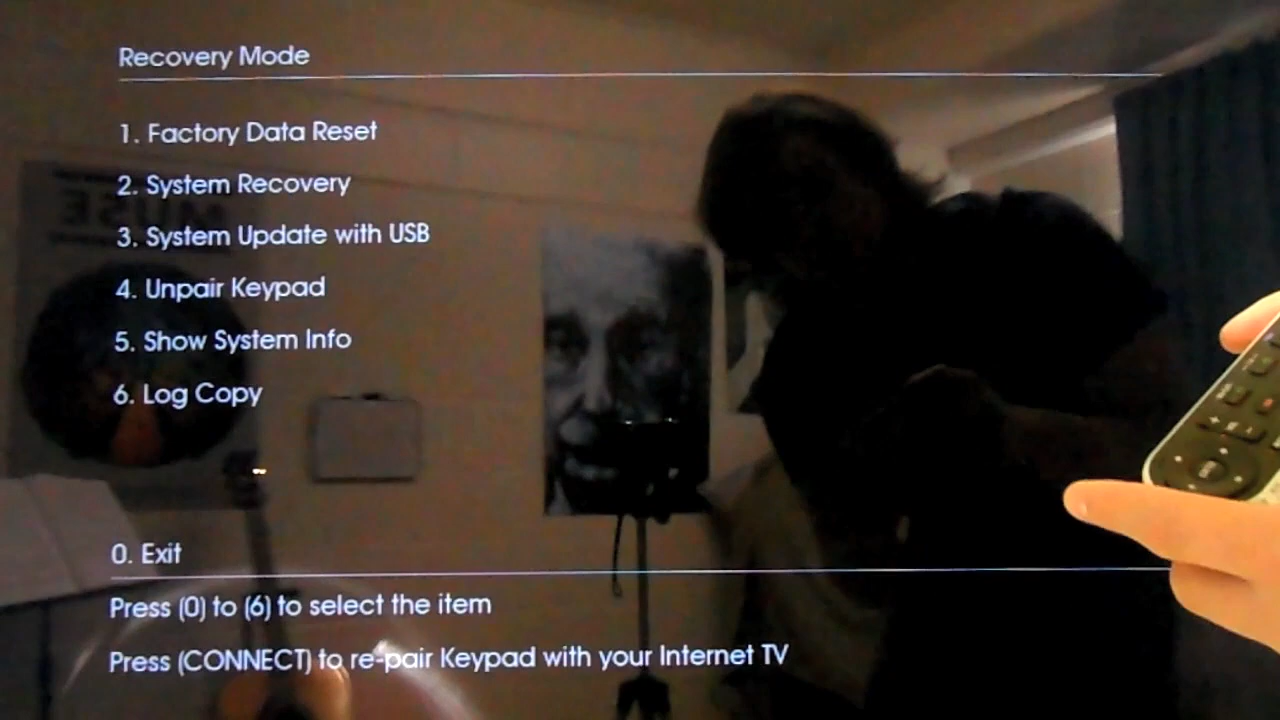 Recovery Mode
1. Factory Data Reset
2. System Recovery
3. System Update with USB
4. Unpair Keypad
5. Show System Info
6. Log Copy
0. Exit
Press (0) to (6) to select the item
Press (CONNECT) to re-pair Keypad with your Internet TV